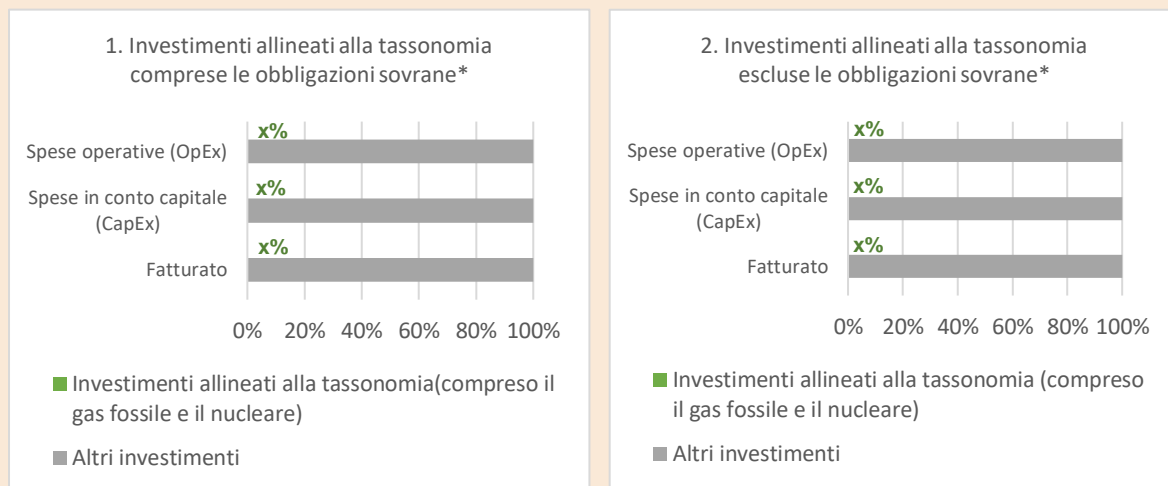 1. Investimenti allineati alla tassonomia
comprese le obbligazioni sovrane*
x%
Spese operative (OpEx)
x%
Spese in conto capitale
(CapEx)
x%
Fatturato
0% 20% 40% 60% 80% 100%
Investimenti allineati alla tassonomia(compreso il
gas fossile e il nucleare)
Altri investimenti
2. Investimenti allineati alla tassonomia
escluse le obbligazioni sovrane*
x%
Spese operative (OpEx)
x%
Spese in conto capitale
(CapEx)
x%
Fatturato
0% 20% 40% 60% 80% 100%
Investimenti allineati alla tassonomia (compreso
il gas fossile e il nucleare)
Altri investimenti